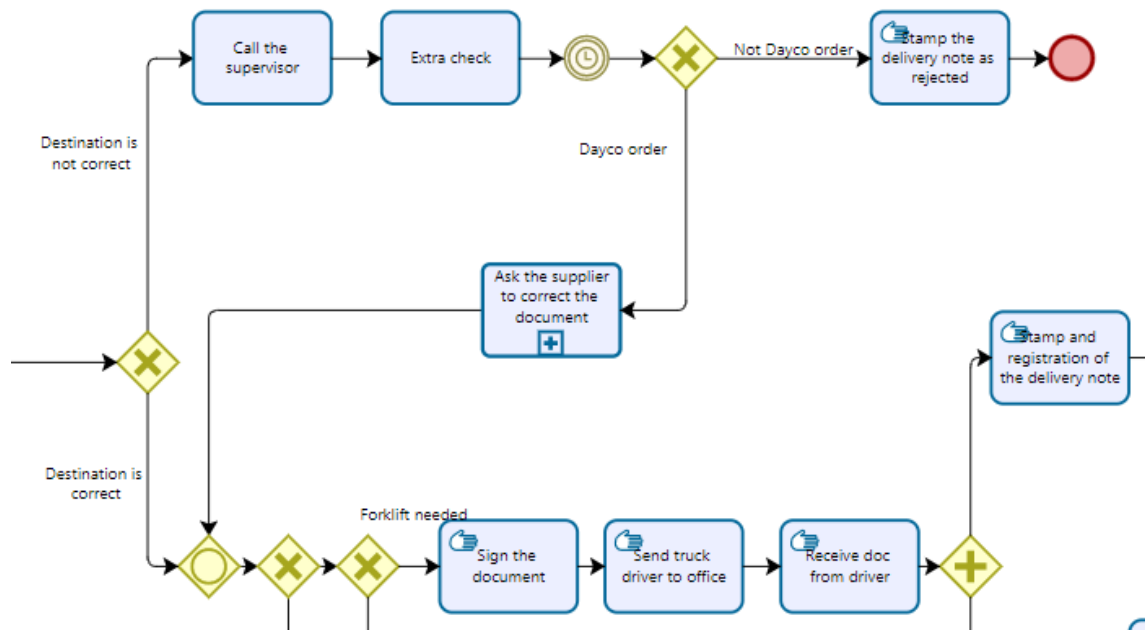 Call the
supervisor
Extra check
Not Dayco order
Stamp the
delivery note as
rejected
Destination is
not correct
Dayco order
Ask the supplier
to correct the
document
Stamp and
registration of
the delivery note
Destination is
correct
Forklift needed
Sign the
document
Send truck
driver to office
Receive doc
from driver